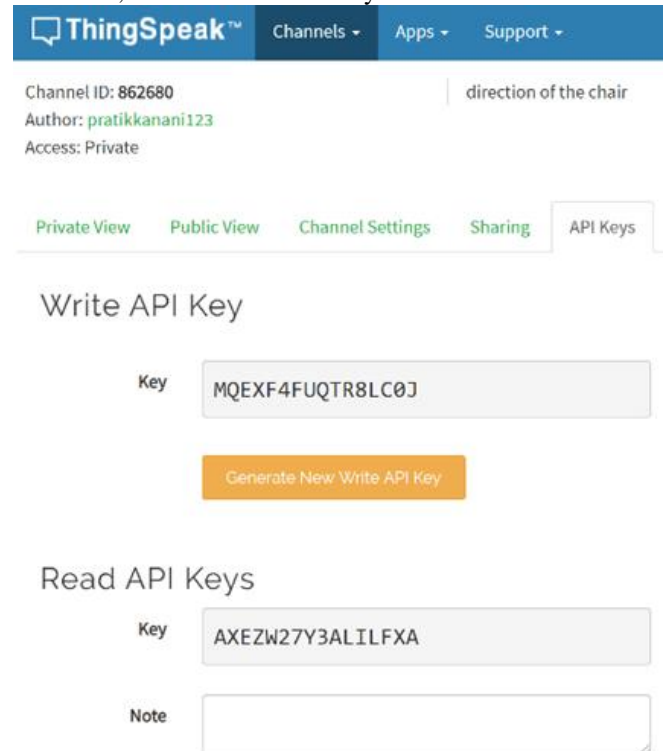 ThingSpeak™ Channels Apps Support
Channel ID: 862680 direction of the chair
Author: pratikkanani123
Access: Private
Private View Public View Channel Settings Sharing API Keys
Write API Key
Key MQEXF4FUQTR8LC0J
Generate New Write API Key
Read API Keys
Key AXEZW27Y3ALILFXA
Note